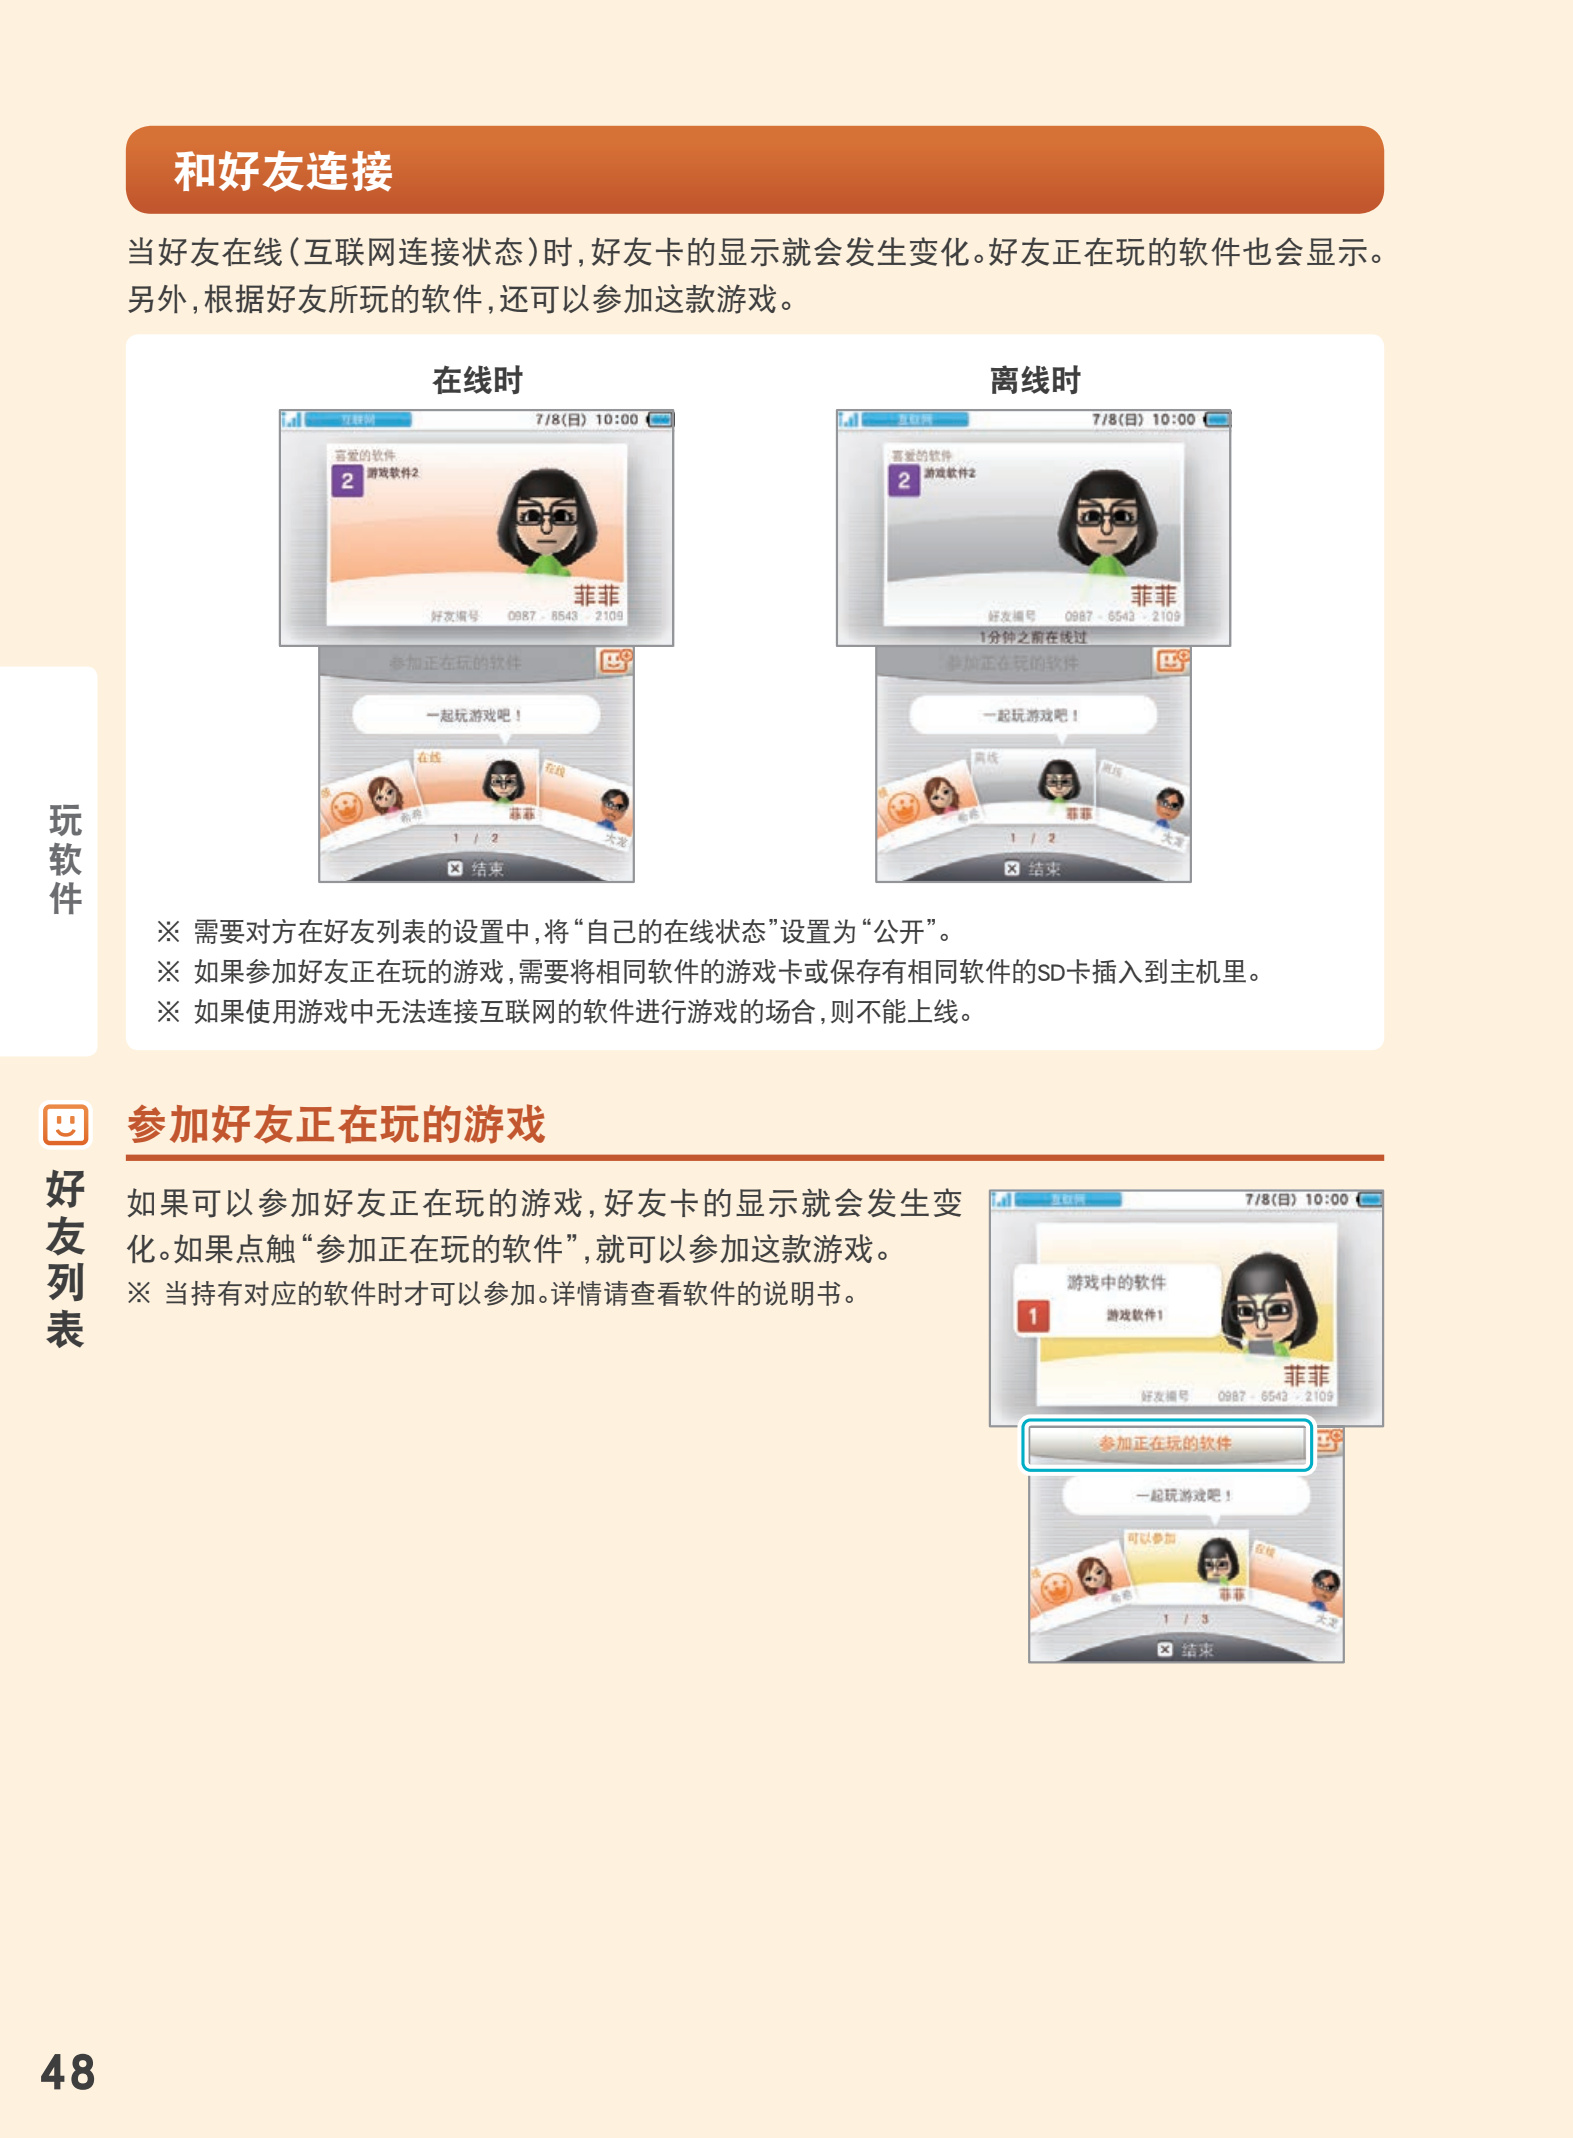 和好友连接
当好友在线（互联网连接状态）时，好友卡的显示就会发生变化。好友正在玩的软件也会显示。
另外，根据好友所玩的软件，还可以参加这款游戏。
在线时
互联网
7/8(日) 10:00
喜爱的软件
2 游戏软件2
菲菲
好友编号 0987 - 6543 - 2109
参加正在玩的软件
一起玩游戏吧！
在线
在线
菲菲
大龙
1 / 2
结束
离线时
互联网
7/8(日) 10:00
喜爱的软件
2 游戏软件2
菲菲
好友编号 0987 - 6543 - 2109
1分钟之前在线过
参加正在玩的软件
一起玩游戏吧！
离线
离线
菲菲
大龙
1 / 2
结束
※ 需要对方在好友列表的设置中，将“自己的在线状态”设置为“公开”。
※ 如果参加好友正在玩的游戏，需要将相同软件的游戏卡或保存有相同软件的SD卡插入到主机里。
※ 如果使用游戏中无法连接互联网的软件进行游戏的场合，则不能上线。
玩软件
好友列表
参加好友正在玩的游戏
如果可以参加好友正在玩的游戏，好友卡的显示就会发生变
化。如果点触“参加正在玩的软件”，就可以参加这款游戏。
※ 当持有对应的软件时才可以参加。详情请查看软件的说明书。
互联网
7/8(日) 10:00
游戏中的软件
1 游戏软件1
菲菲
好友编号 0987 - 6543 - 2109
参加正在玩的软件
一起玩游戏吧！
可以参加
在线
菲菲
大龙
1 / 3
结束
48